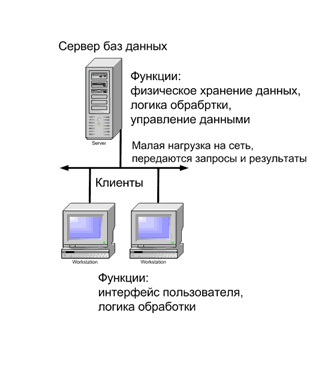 Сервер баз данных
Функции:
физическое хранение данных,
логика обрабртки,
управление данными
Server
Малая нагрузка на сеть,
передаются запросы и результаты
Клиенты
Workstation
Workstation
Функции:
интерфейс пользователя,
логика обработки